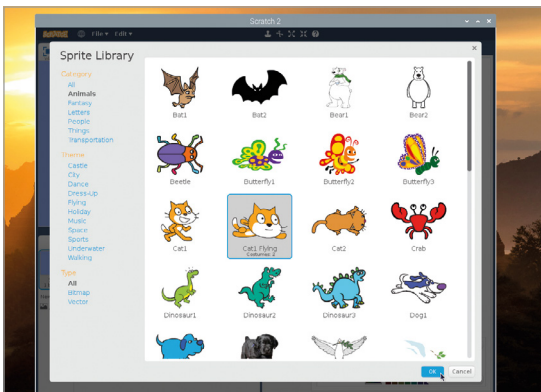 Scratch 2
SCRATCH File Edit
Sprite Library
Category
All
Animals
Fantasy
Letters
People
Things
Transportation
Theme
Castle
City
Dance
Dress-Up
Flying
Holiday
Music
Space
Sports
Underwater
Walking
Type
All
Bitmap
Vector
Bat1
Bat2
Bear1
Bear2
Beetle
Butterfly1
Butterfly2
Butterfly3
Cat1
Cat1 Flying
Costumes: 2
Cat2
Crab
Dinosaur1
Dinosaur2
Dinosaur3
Dog1
OK
Cancel